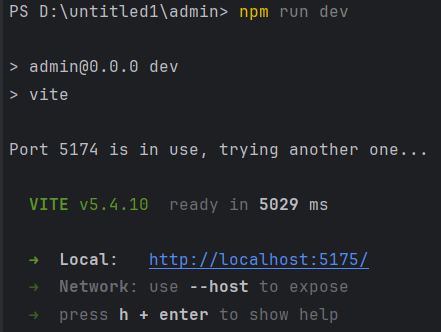 PS D:\untitled1\admin> npm run dev
> admin@0.0.0 dev
> vite
Port 5174 is in use, trying another one...
VITE v5.4.10  ready in 5029 ms
➜  Local:   http://localhost:5175/
➜  Network: use --host to expose
➜  press h + enter to show help